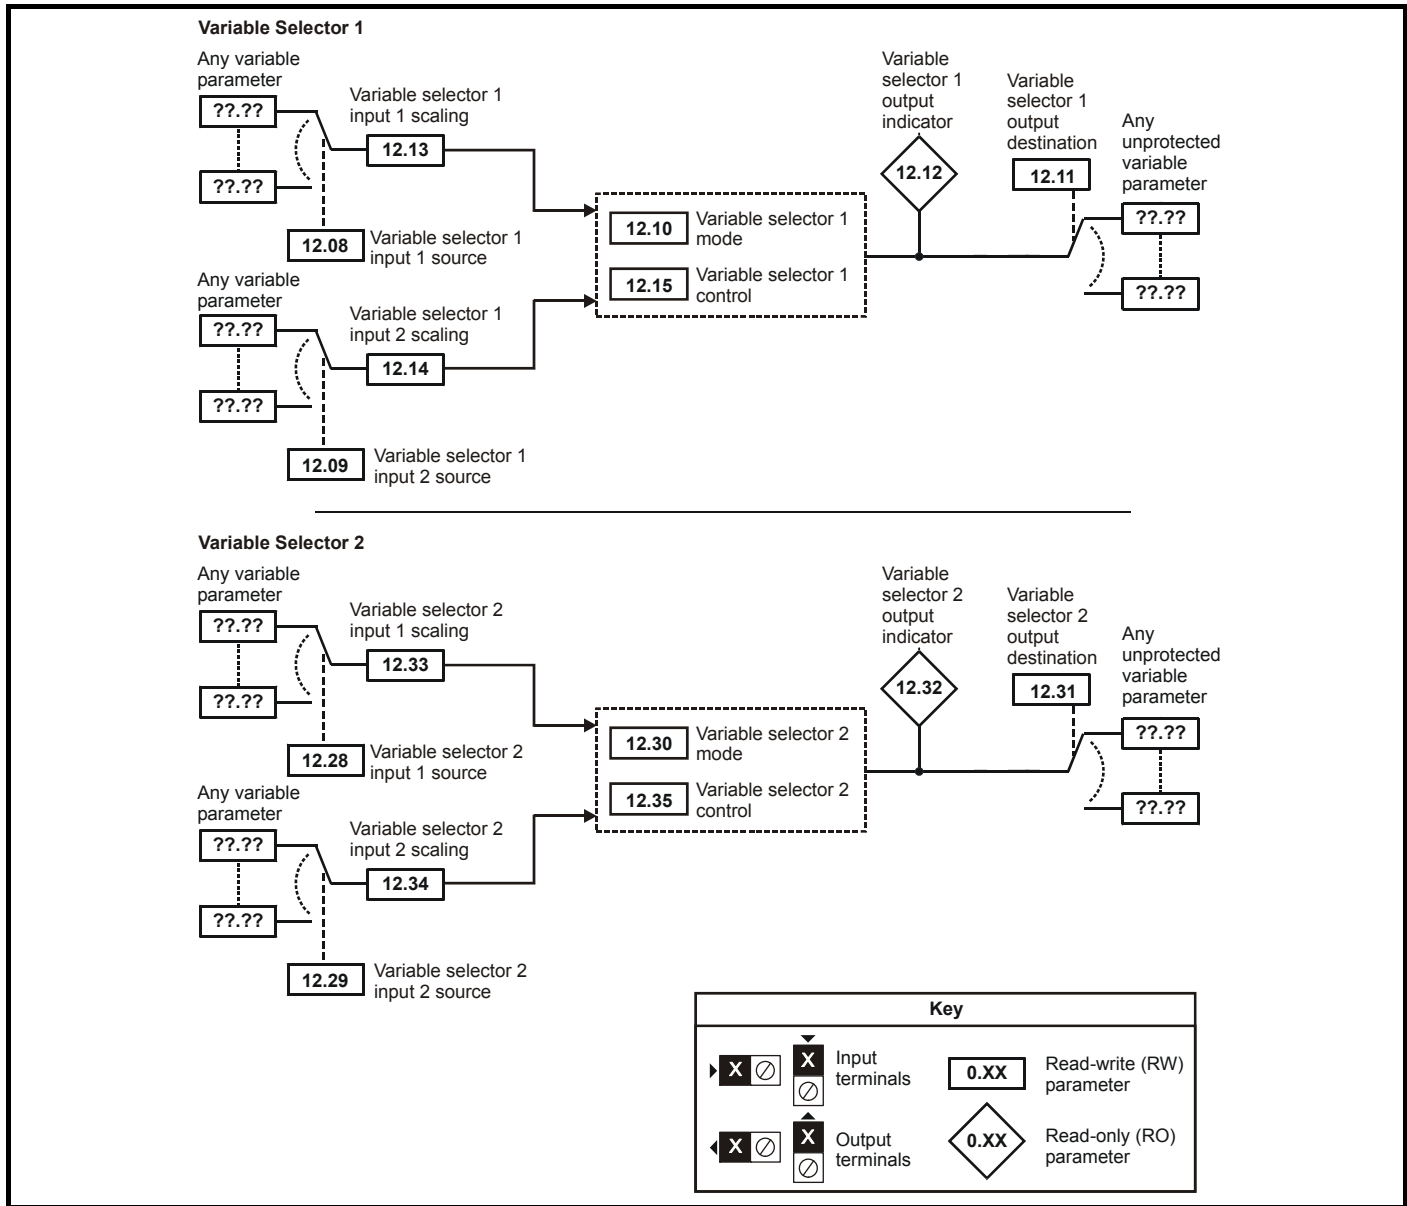 Variable Selector 1
Any variable
parameter
??.??
??.??
Variable selector 1
input 1 scaling
12.13
12.08
Variable selector 1
input 1 source
Any variable
parameter
??.??
??.??
Variable selector 1
input 2 scaling
12.14
12.09
Variable selector 1
input 2 source
12.10
Variable selector 1
mode
12.15
Variable selector 1
control
Variable
selector 1
output
indicator
12.12
Variable
selector 1
output
destination
12.11
Any
unprotected
variable
parameter
??.??
??.??
Variable Selector 2
Any variable
parameter
??.??
??.??
Variable selector 2
input 1 scaling
12.33
12.28
Variable selector 2
input 1 source
Any variable
parameter
??.??
??.??
Variable selector 2
input 2 scaling
12.34
12.29
Variable selector 2
input 2 source
12.30
Variable selector 2
mode
12.35
Variable selector 2
control
Variable
selector 2
output
indicator
12.32
Variable
selector 2
output
destination
12.31
Any
unprotected
variable
parameter
??.??
??.??
Key
X
X
Input
terminals
0.XX
Read-write (RW)
parameter
X
X
Output
terminals
0.XX
Read-only (RO)
parameter